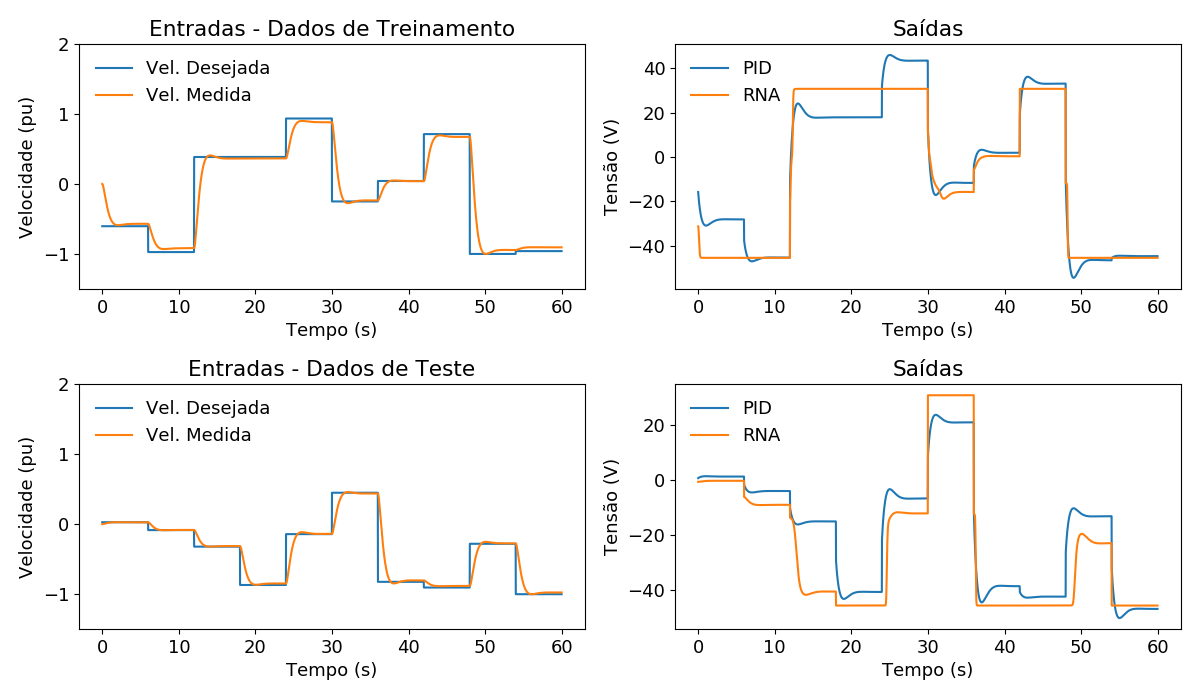 Entradas - Dados de Treinamento
2
1
0
−1
Velocidade (pu)
Vel. Desejada
Vel. Medida
0 10 20 30 40 50 60
Tempo (s)
Saídas
40
20
0
−20
−40
Tensão (V)
PID
RNA
0 10 20 30 40 50 60
Tempo (s)
Entradas - Dados de Teste
2
1
0
−1
Velocidade (pu)
Vel. Desejada
Vel. Medida
0 10 20 30 40 50 60
Tempo (s)
Saídas
20
0
−20
−40
Tensão (V)
PID
RNA
0 10 20 30 40 50 60
Tempo (s)